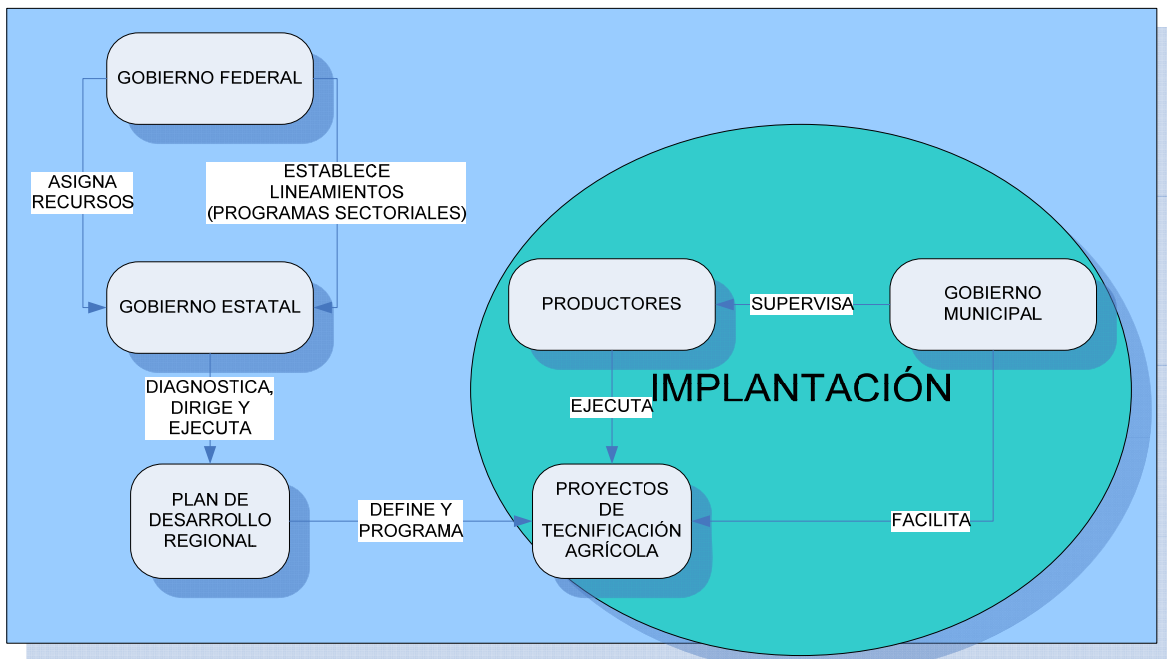 GOBIERNO FEDERAL
ASIGNA
RECURSOS
ESTABLECE
LINEAMIENTOS
(PROGRAMAS SECTORIALES)
GOBIERNO ESTATAL
PRODUCTORES
SUPERVISA
GOBIERNO
MUNICIPAL
DIAGNOSTICA,
DIRIGE Y
EJECUTA
EJECUTA
IMPLANTACIÓN
PLAN DE
DESARROLLO
REGIONAL
DEFINE Y
PROGRAMA
PROYECTOS
DE
TECNIFICACIÓN
AGRÍCOLA
FACILITA